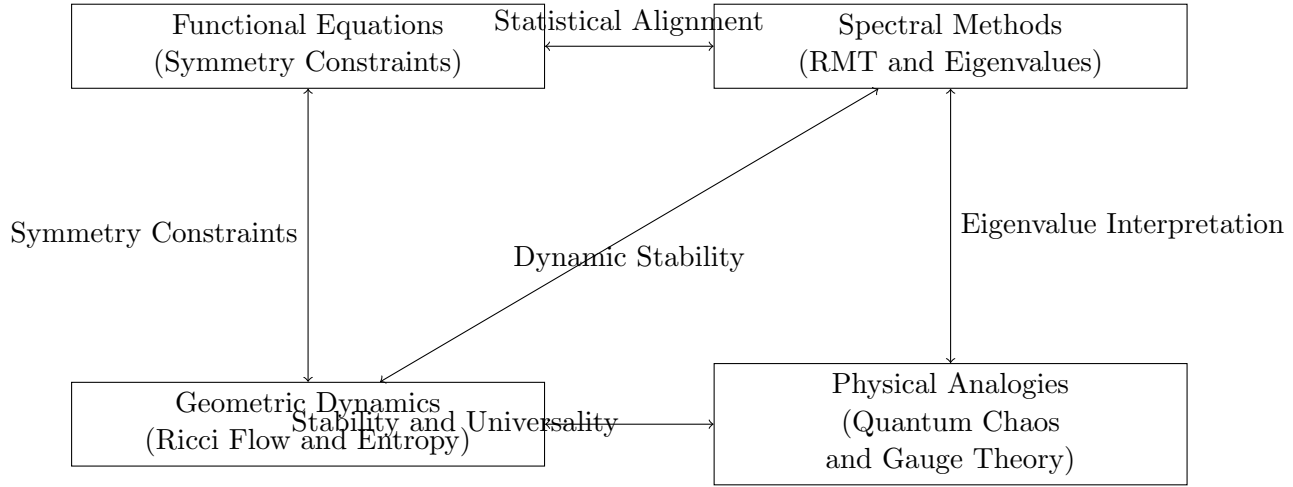 Functional Equations
(Symmetry Constraints)
Statistical Alignment
Spectral Methods
(RMT and Eigenvalues)
Symmetry Constraints
Dynamic Stability
Eigenvalue Interpretation
Geometric Dynamics
(Ricci Flow and Entropy)
Stability and Universality
Physical Analogies
(Quantum Chaos
and Gauge Theory)